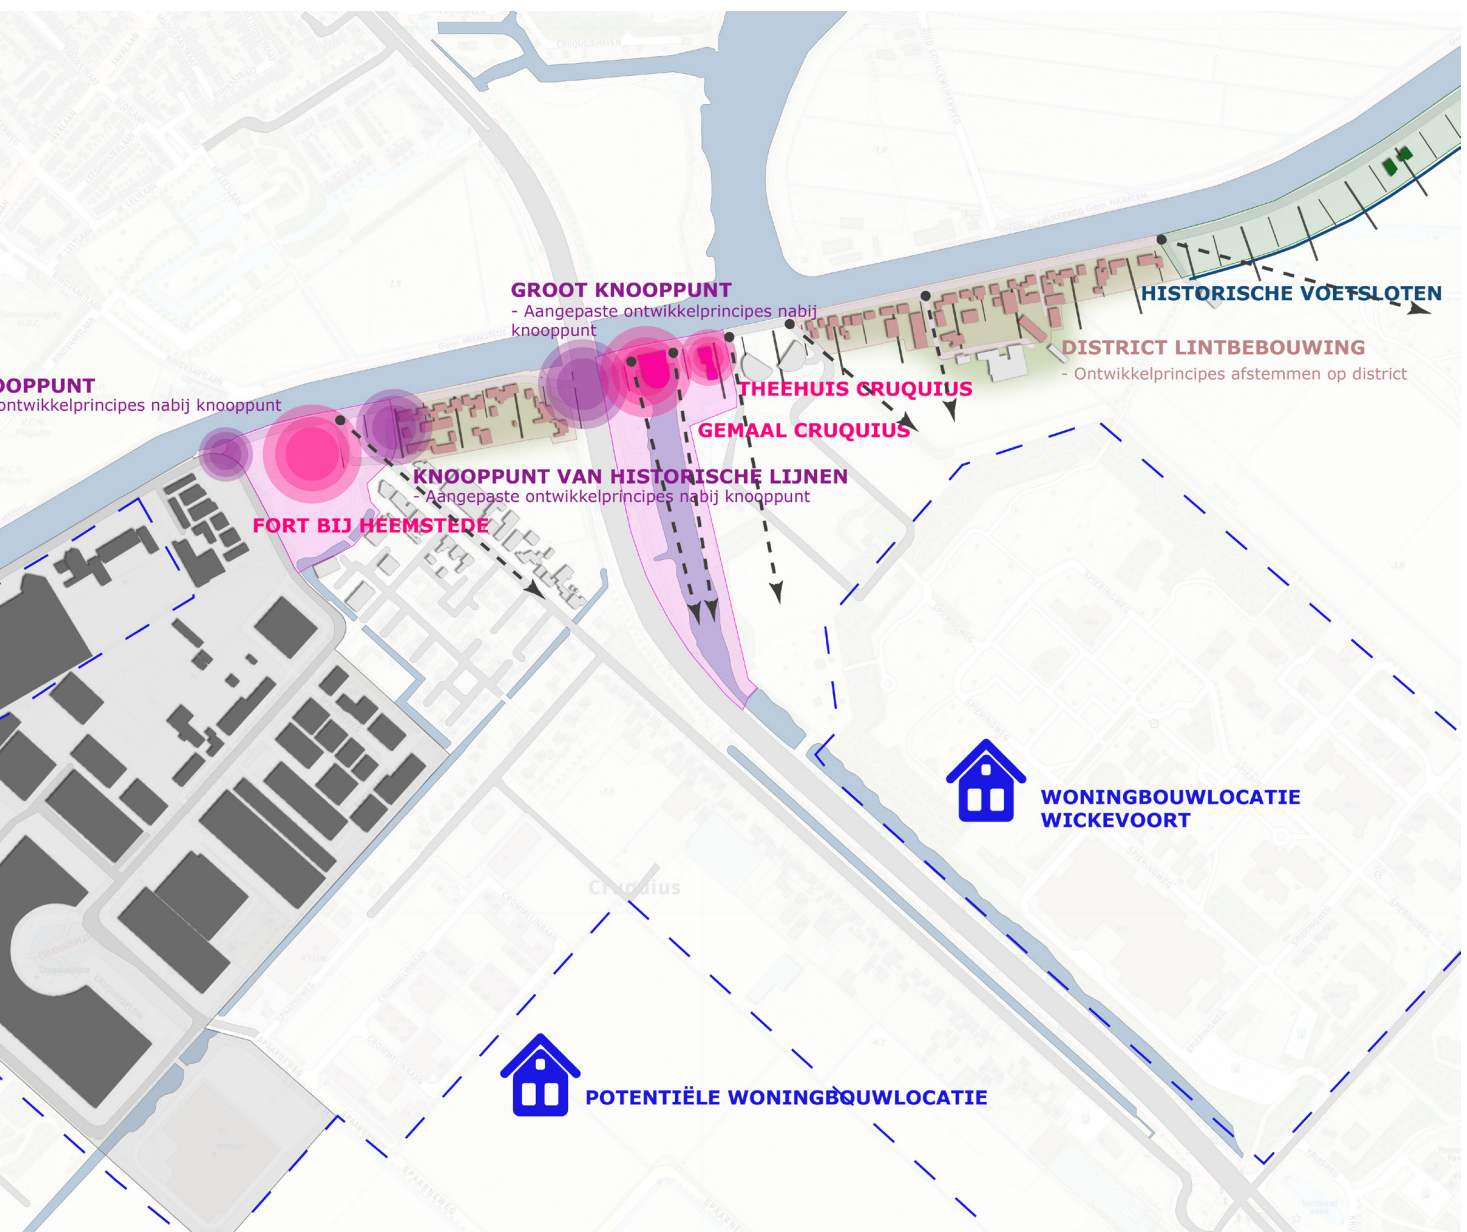 GROOT KNOOPPUNT
- Aangepaste ontwikkelprincipes nabij
knooppunt
HISTORISCHE VOETSLOTEN
DISTRICT LINTBEBOUWING
- Ontwikkelprincipes afstemmen op district
OOPPUNT
ontwikkelprincipes nabij knooppunt
THEEHUIS CRUQUIUS
GEMAAL CRUQUIUS
KNOOPPUNT VAN HISTORISCHE LIJNEN
- Aangepaste ontwikkelprincipes nabij knooppunt
FORT BIJ HEEMSTEDE
WONINGBOUWLOCATIE
WICKEVOORT
Cruquius
POTENTIËLE WONINGBOUWLOCATIE
SPAARNEWEG
SPIERINGWEG